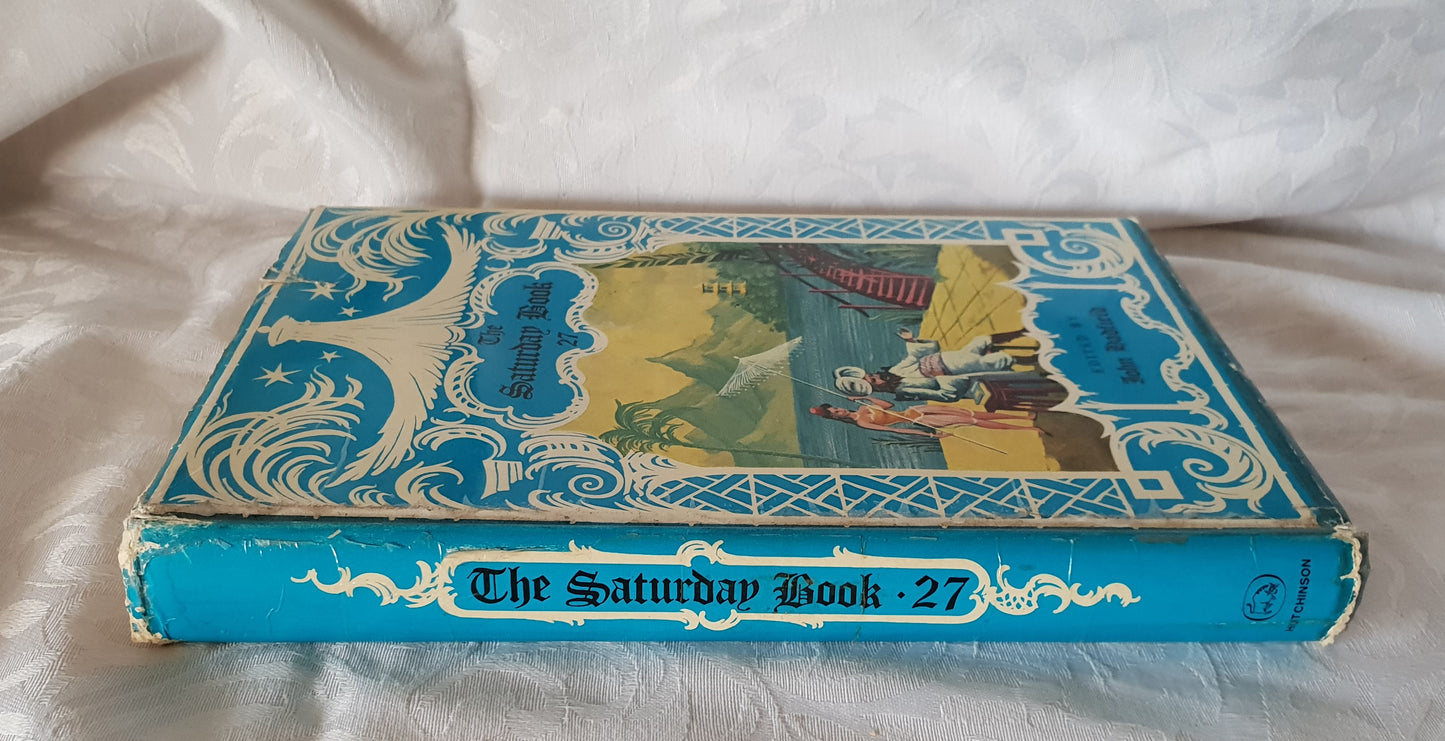 The
Saturday Book
27
EDITED BY
John Hadfield
The Saturday Book · 27
HUTCHINSON